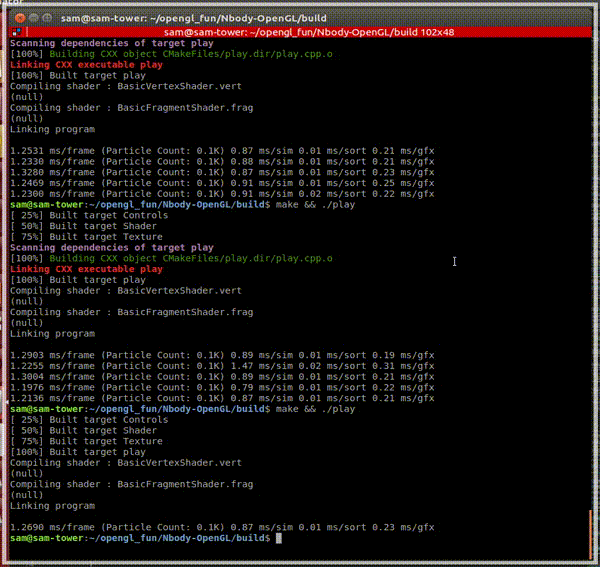 sam@sam-tower: ~/opengl_fun/Nbody-OpenGL/build
sam@sam-tower: ~/opengl_fun/Nbody-OpenGL/build 102x48
Scanning dependencies of target play
[100%] Building CXX object CMakeFiles/play.dir/play.cpp.o
Linking CXX executable play
[100%] Built target play
Compiling shader : BasicVertexShader.vert
(null)
Compiling shader : BasicFragmentShader.frag
(null)
Linking program
1.2531 ms/frame (Particle Count: 0.1K) 0.87 ms/sim 0.01 ms/sort 0.21 ms/gfx
1.2330 ms/frame (Particle Count: 0.1K) 0.88 ms/sim 0.01 ms/sort 0.21 ms/gfx
1.3280 ms/frame (Particle Count: 0.1K) 0.87 ms/sim 0.01 ms/sort 0.23 ms/gfx
1.2469 ms/frame (Particle Count: 0.1K) 0.91 ms/sim 0.01 ms/sort 0.25 ms/gfx
1.2300 ms/frame (Particle Count: 0.1K) 0.91 ms/sim 0.02 ms/sort 0.22 ms/gfx
sam@sam-tower:~/opengl_fun/Nbody-OpenGL/build$ make && ./play
[ 25%] Built target Controls
[ 50%] Built target Shader
[ 75%] Built target Texture
Scanning dependencies of target play
[100%] Building CXX object CMakeFiles/play.dir/play.cpp.o
Linking CXX executable play
[100%] Built target play
Compiling shader : BasicVertexShader.vert
(null)
Compiling shader : BasicFragmentShader.frag
(null)
Linking program
1.2903 ms/frame (Particle Count: 0.1K) 0.89 ms/sim 0.01 ms/sort 0.19 ms/gfx
1.2255 ms/frame (Particle Count: 0.1K) 1.47 ms/sim 0.02 ms/sort 0.31 ms/gfx
1.3004 ms/frame (Particle Count: 0.1K) 0.89 ms/sim 0.01 ms/sort 0.21 ms/gfx
1.1976 ms/frame (Particle Count: 0.1K) 0.79 ms/sim 0.01 ms/sort 0.22 ms/gfx
1.2136 ms/frame (Particle Count: 0.1K) 0.87 ms/sim 0.01 ms/sort 0.21 ms/gfx
sam@sam-tower:~/opengl_fun/Nbody-OpenGL/build$ make && ./play
[ 25%] Built target Controls
[ 50%] Built target Shader
[ 75%] Built target Texture
[100%] Built target play
Compiling shader : BasicVertexShader.vert
(null)
Compiling shader : BasicFragmentShader.frag
(null)
Linking program
1.2690 ms/frame (Particle Count: 0.1K) 0.87 ms/sim 0.01 ms/sort 0.23 ms/gfx
sam@sam-tower:~/opengl_fun/Nbody-OpenGL/build$